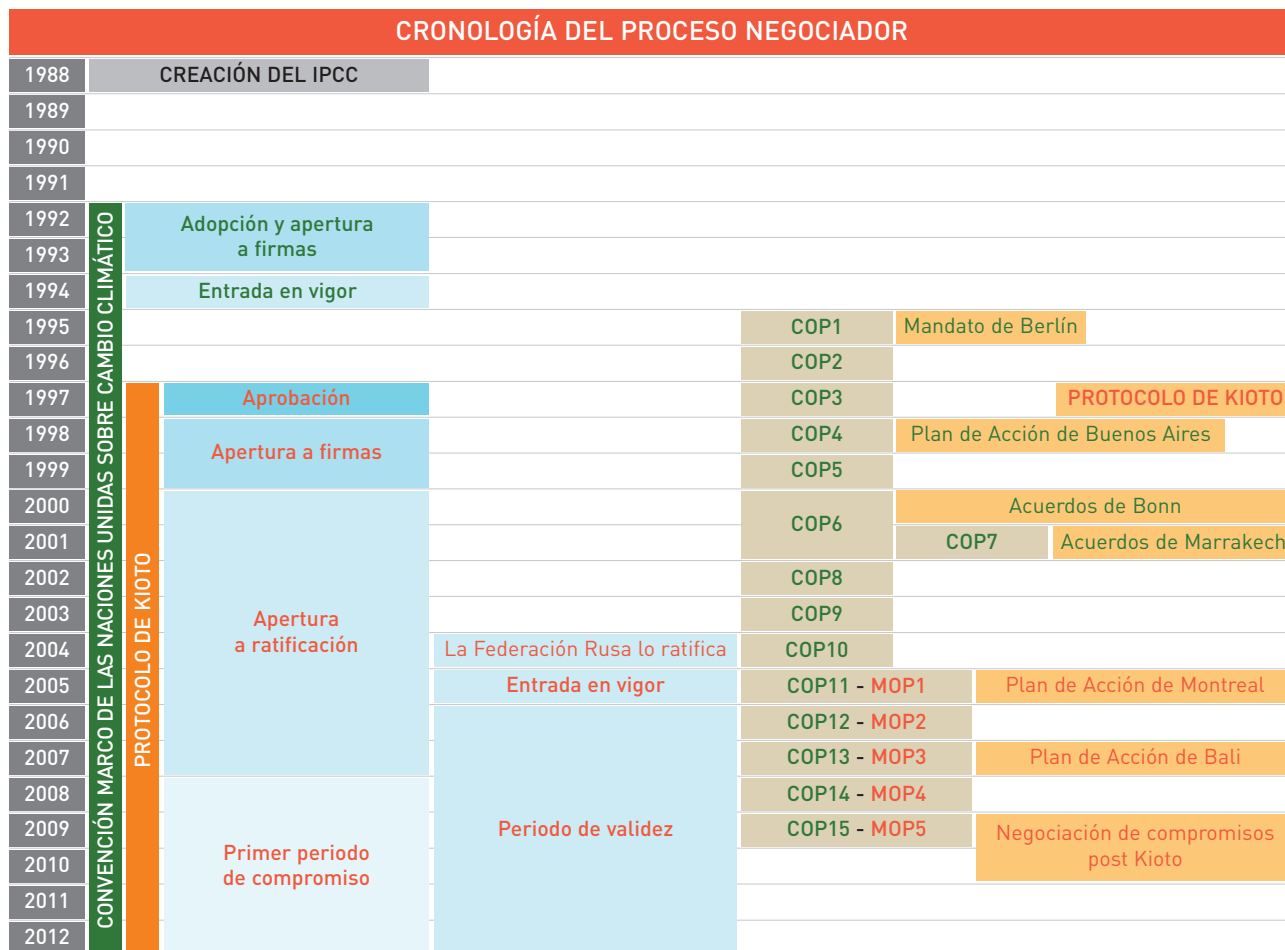 CRONOLOGÍA DEL PROCESO NEGOCIADOR
1988 CREACIÓN DEL IPCC
1989
1990
1991
CONVENCIÓN MARCO DE LAS NACIONES UNIDAS SOBRE CAMBIO CLIMÁTICO
1992
Adopción y apertura
a firmas
1993
1994 Entrada en vigor
1995 COP1 Mandato de Berlín
1996 COP2
PROTOCOLO DE KIOTO
1997 Aprobación COP3 PROTOCOLO DE KIOTO
1998 COP4 Plan de Acción de Buenos Aires
Apertura a firmas
1999 COP5
2000 Acuerdos de Bonn
COP6
2001 COP7 Acuerdos de Marrakech
2002 COP8
2003 COP9
Apertura
a ratificación
2004 La Federación Rusa lo ratifica COP10
2005 Entrada en vigor COP11 - MOP1 Plan de Acción de Montreal
2006 COP12 - MOP2
2007 COP13 - MOP3 Plan de Acción de Bali
2008 COP14 - MOP4
2009 Periodo de validez COP15 - MOP5
Negociación de compromisos
post Kioto
2010
Primer periodo
de compromiso
2011
2012